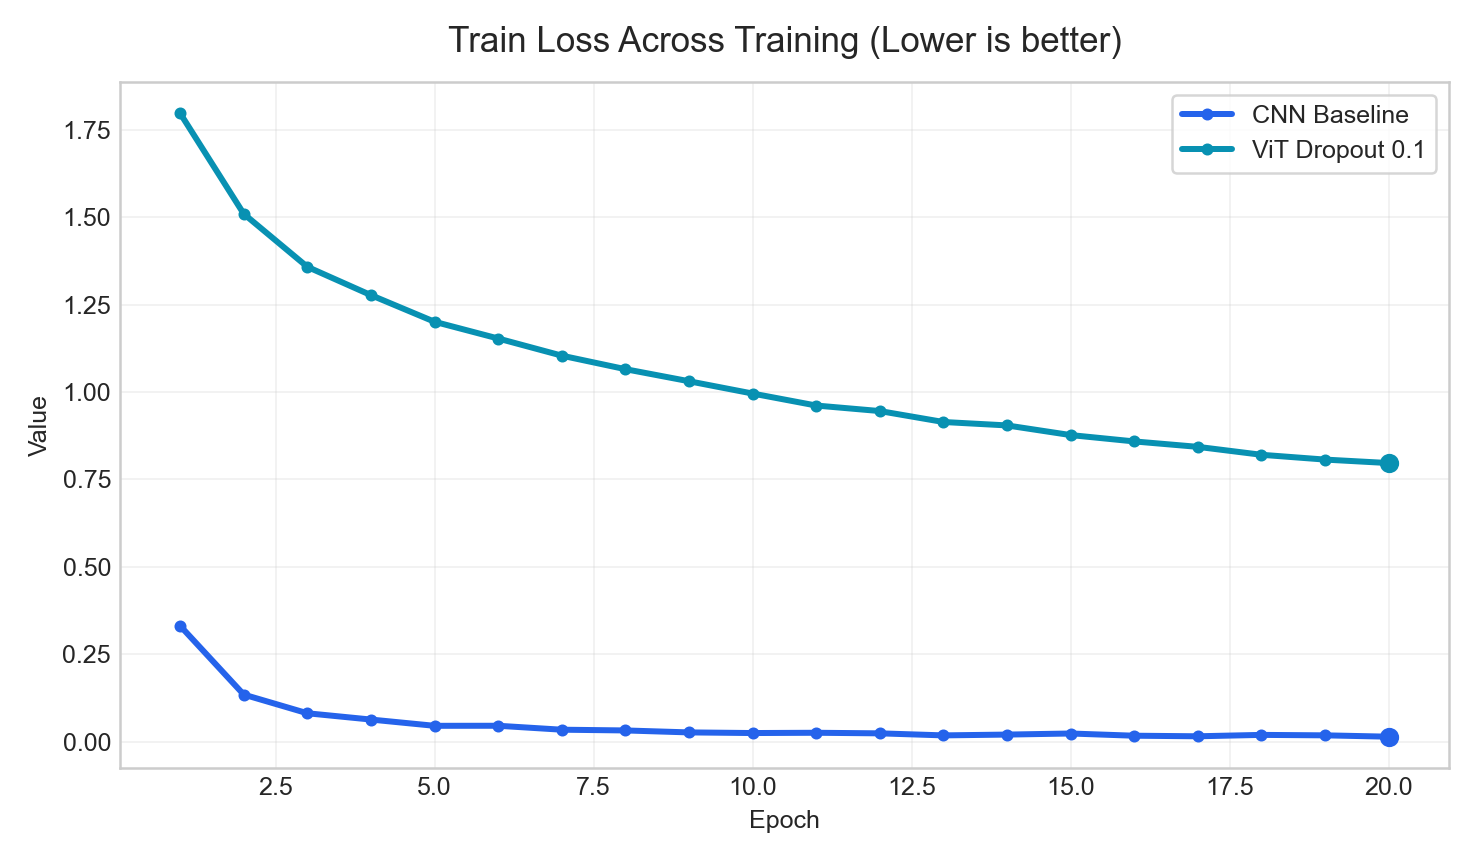 Train Loss Across Training (Lower is better)
CNN Baseline
ViT Dropout 0.1
Value
1.75
1.50
1.25
1.00
0.75
0.50
0.25
0.00
2.5 5.0 7.5 10.0 12.5 15.0 17.5 20.0
Epoch